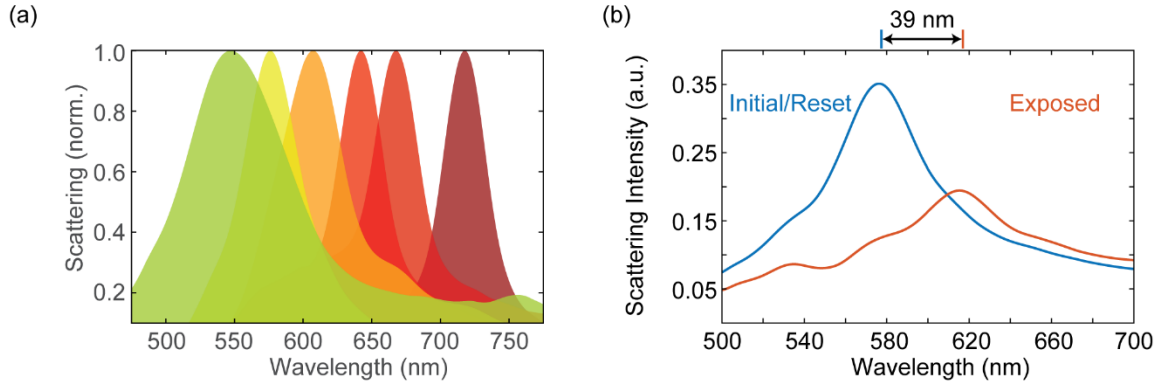 (a)
Scattering (norm.)
1.0
0.8
0.6
0.4
0.2
500 550 600 650 700 750
Wavelength (nm)
(b)
39 nm
Scattering Intensity (a.u.)
0.35
0.25
0.15
0.05
Initial/Reset
Exposed
500 540 580 620 660 700
Wavelength (nm)